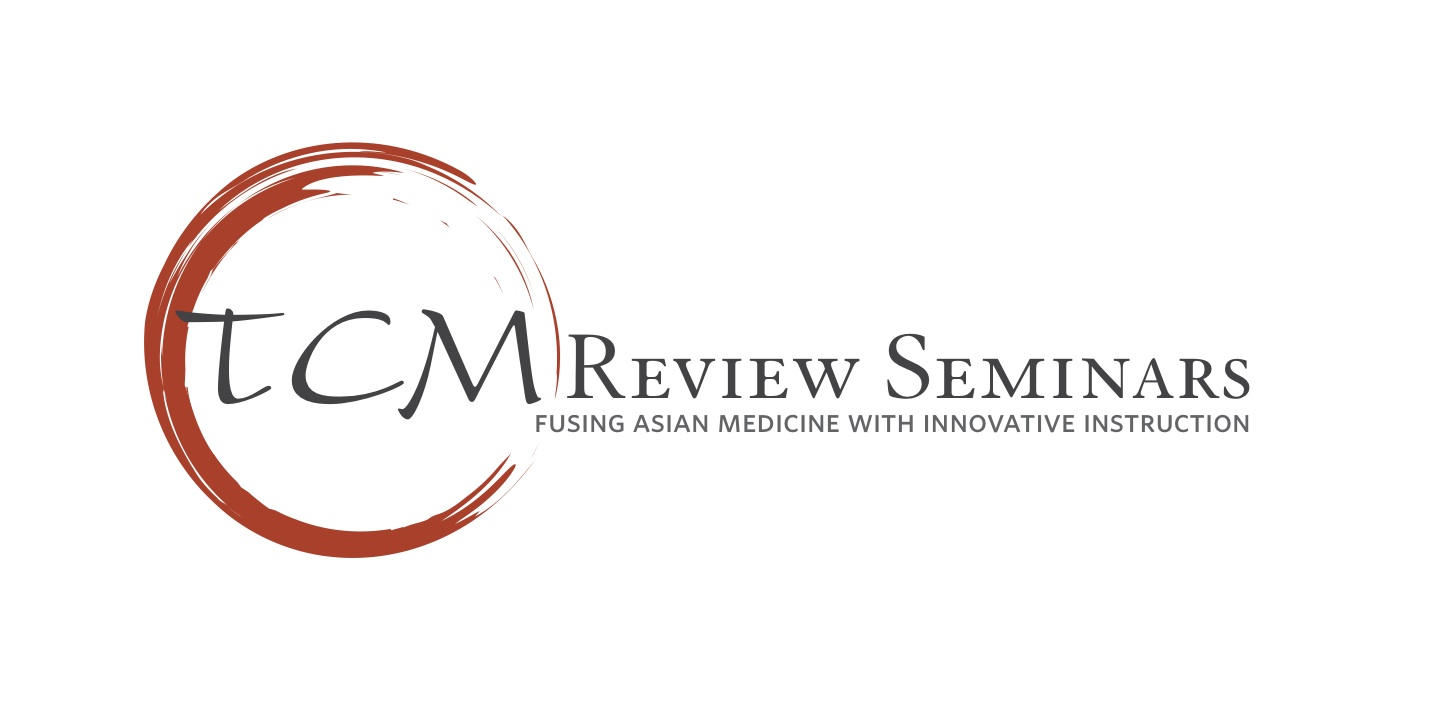 TCM REVIEW SEMINARS
FUSING ASIAN MEDICINE WITH INNOVATIVE INSTRUCTION